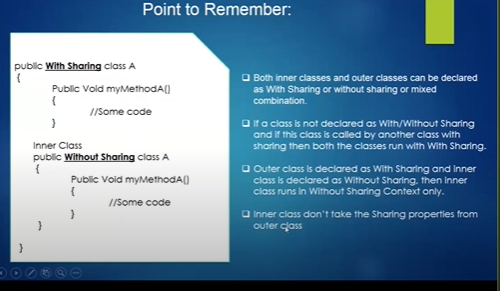 Point to Remember:
public With Sharing class A
{
Public Void myMethodA()
{
//Some code
}
Inner Class
public Without Sharing class A
{
Public Void myMethodA()
{
//Some code
}
}
}
❑ Both inner classes and outer classes can be declared
as With Sharing or without sharing or mixed
combination.
❑ If a class is not declared as With/Without Sharing
and if this class is called by another class with
sharing then both the classes run with With Sharing.
❑ Outer class is declared as With Sharing and Inner
class is declared as Without Sharing, then inner
class runs in Without Sharing Context only.
❑ Inner class don't take the Sharing properties from
outer class